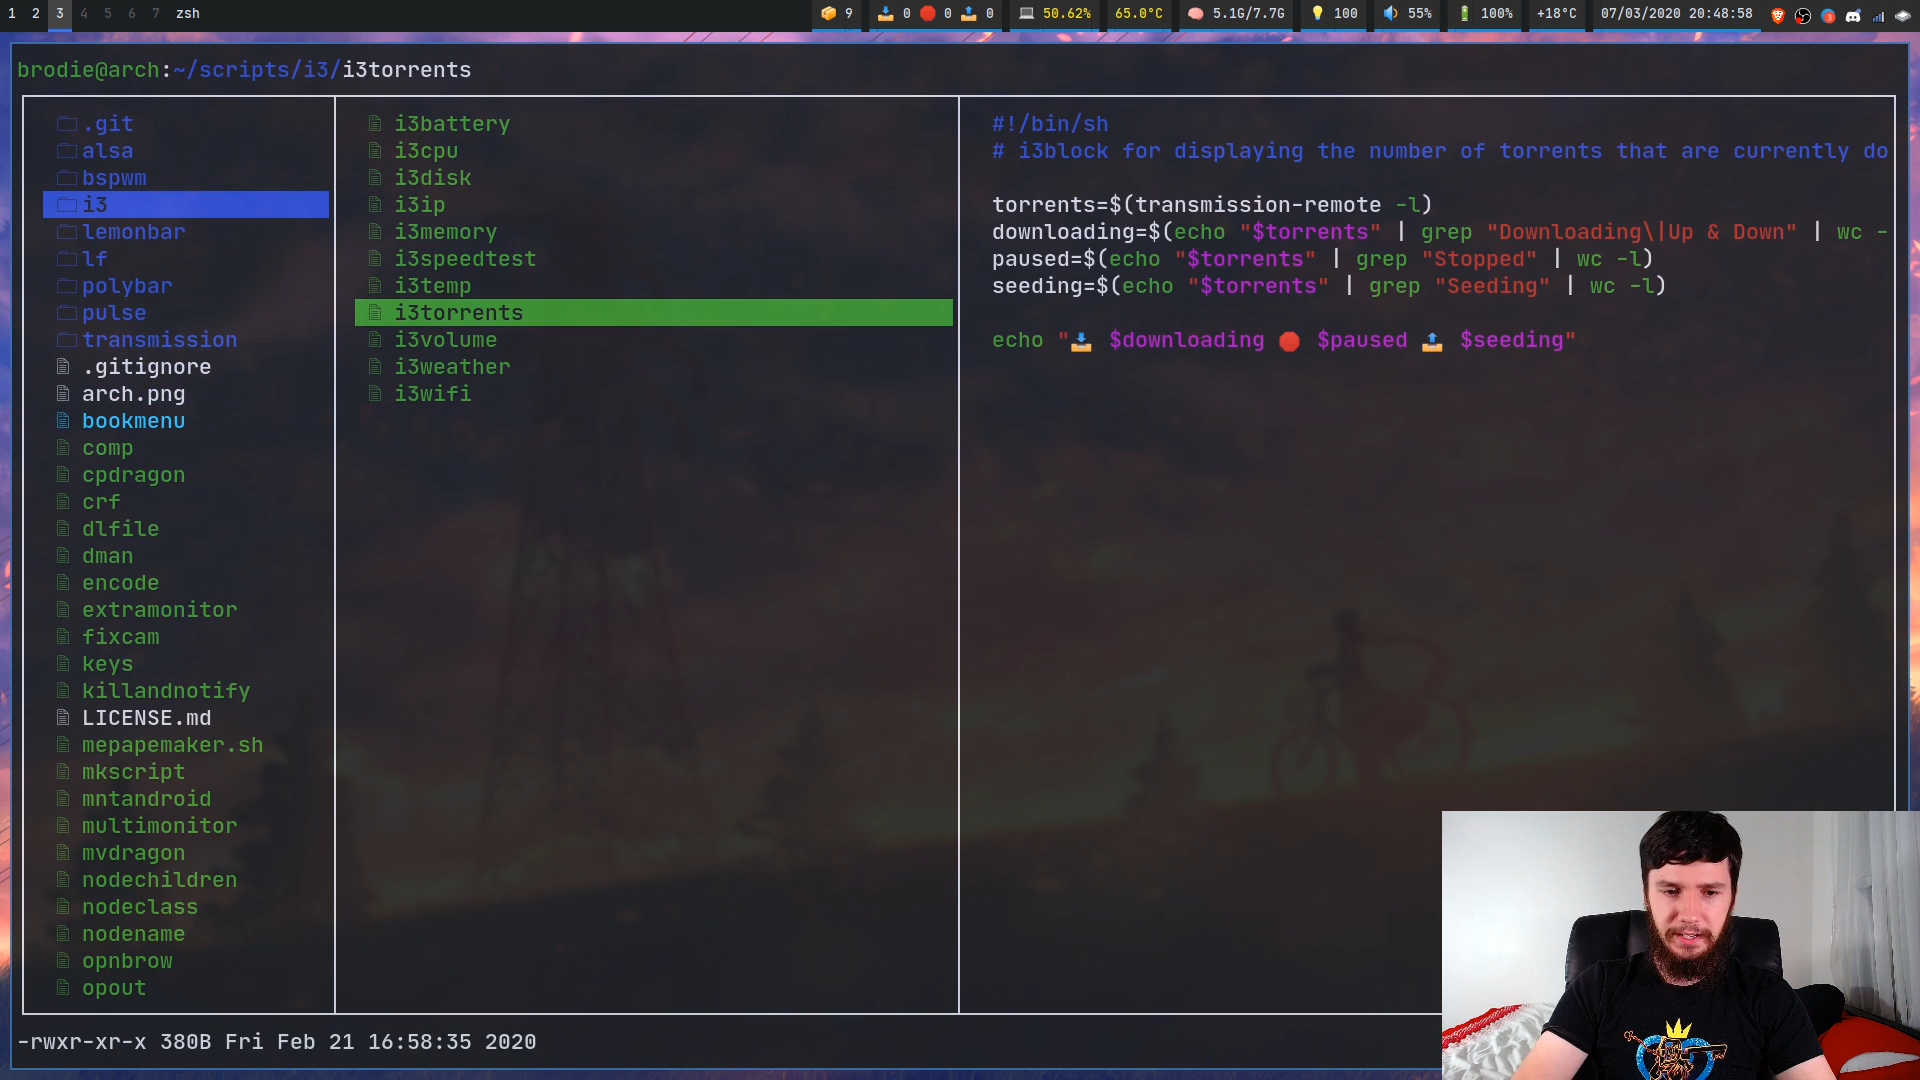 1 2 3 4 5 6 7 zsh 9 0 0 0 50.62% 65.0°C 5.1G/7.7G 100 55% 100% +18°C 07/03/2020 20:48:58
brodie@arch:~/scripts/i3/i3torrents
.git
alsa
bspwm
i3
lemonbar
lf
polybar
pulse
transmission
.gitignore
arch.png
bookmenu
comp
cpdragon
crf
dlfile
dman
encode
extramonitor
fixcam
keys
killandnotify
LICENSE.md
mepapemaker.sh
mkscript
mntandroid
multimonitor
mvdragon
nodechildren
nodeclass
nodename
opnbrow
opout
i3battery
i3cpu
i3disk
i3ip
i3memory
i3speedtest
i3temp
i3torrents
i3volume
i3weather
i3wifi
#!/bin/sh
# i3block for displaying the number of torrents that are currently do
torrents=$(transmission-remote -l)
downloading=$(echo "$torrents" | grep "Downloading\|Up & Down" | wc -
paused=$(echo "$torrents" | grep "Stopped" | wc -l)
seeding=$(echo "$torrents" | grep "Seeding" | wc -l)
echo "📥 $downloading 🛑 $paused 📤 $seeding"
-rwxr-xr-x 380B Fri Feb 21 16:58:35 2020